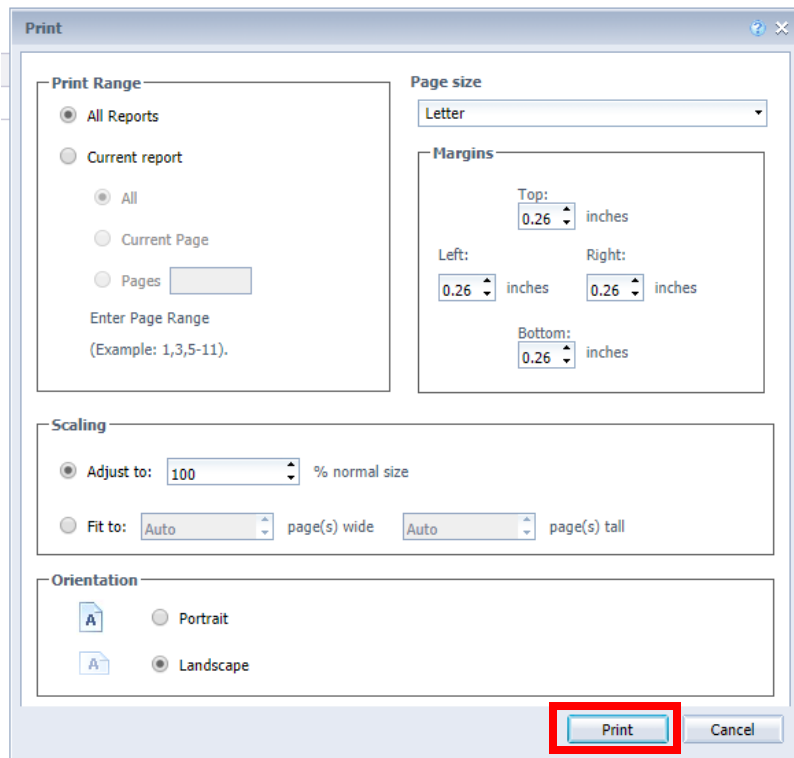 Print
Print Range
All Reports
Current report
All
Current Page
Pages
Enter Page Range
(Example: 1,3,5-11).
Page size
Letter
Margins
Top:
0.26 inches
Left: Right:
0.26 inches 0.26 inches
Bottom:
0.26 inches
Scaling
Adjust to: 100 % normal size
Fit to: Auto page(s) wide Auto page(s) tall
Orientation
A Portrait
A Landscape
Print Cancel